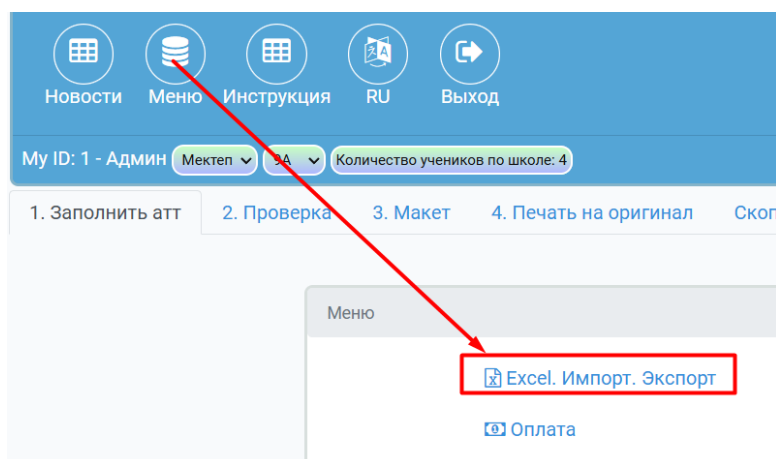 Новости Меню Инструкция RU Выход
My ID: 1 - Админ Мектеп 9А Количество учеников по школе: 4
1. Заполнить атт 2. Проверка 3. Макет 4. Печать на оригинал Скоп
Меню
Excel. Импорт. Экспорт
Оплата